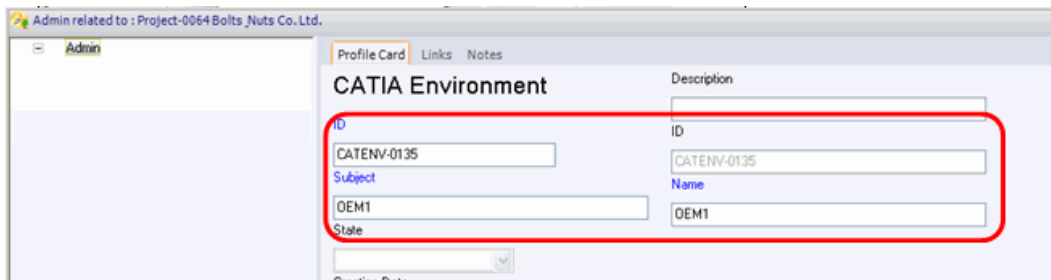 Admin related to : Project-0064 Bolts_Nuts Co. Ltd.
Admin
Profile Card Links Notes
CATIA Environment
Description
ID
ID
CATENV-0135
CATENV-0135
Subject
Name
OEM1
OEM1
State